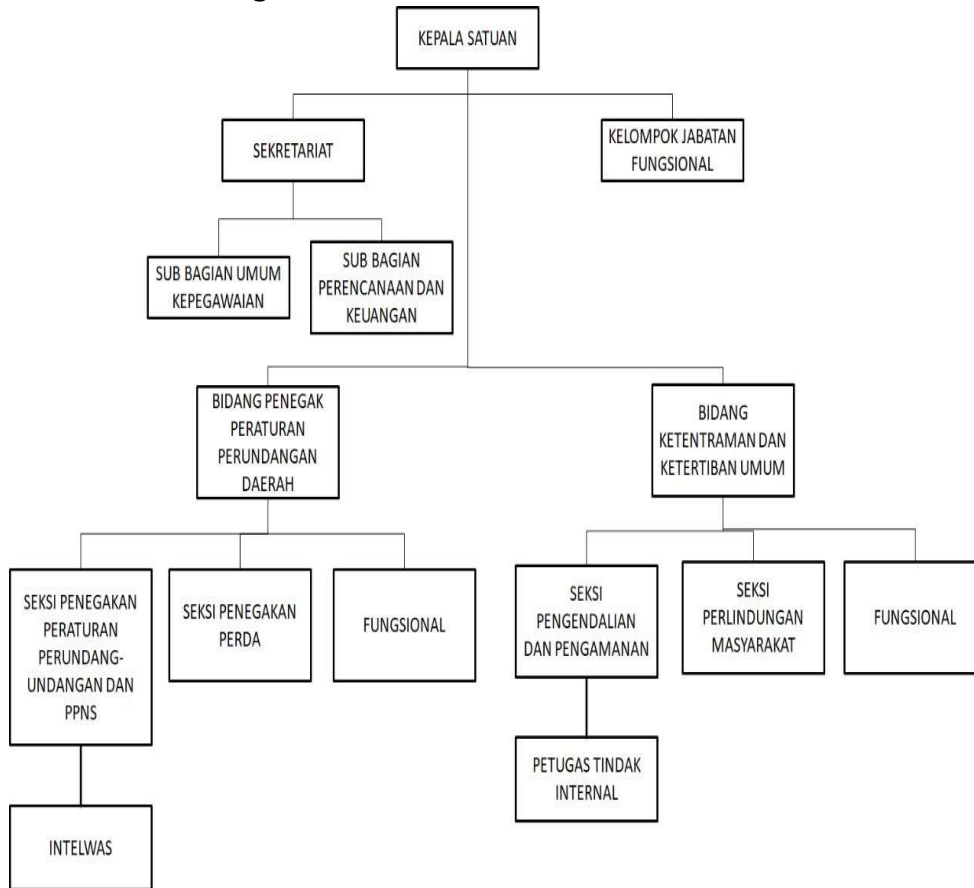 KEPALA SATUAN
SEKRETARIAT
KELOMPOK JABATAN
FUNGSIONAL
SUB BAGIAN UMUM
KEPEGAWAIAN
SUB BAGIAN
PERENCANAAN DAN
KEUANGAN
BIDANG PENEGAK
PERATURAN
PERUNDANGAN
DAERAH
BIDANG
KETENTRAMAN DAN
KETERTIBAN UMUM
SEKSI PENEGAKAN
PERATURAN
PERUNDANG-
UNDANGAN DAN
PPNS
SEKSI PENEGAKAN
PERDA
FUNGSIONAL
SEKSI
PENGENDALIAN
DAN PENGAMANAN
SEKSI
PERLINDUNGAN
MASYARAKAT
FUNGSIONAL
INTELWAS
PETUGAS TINDAK
INTERNAL